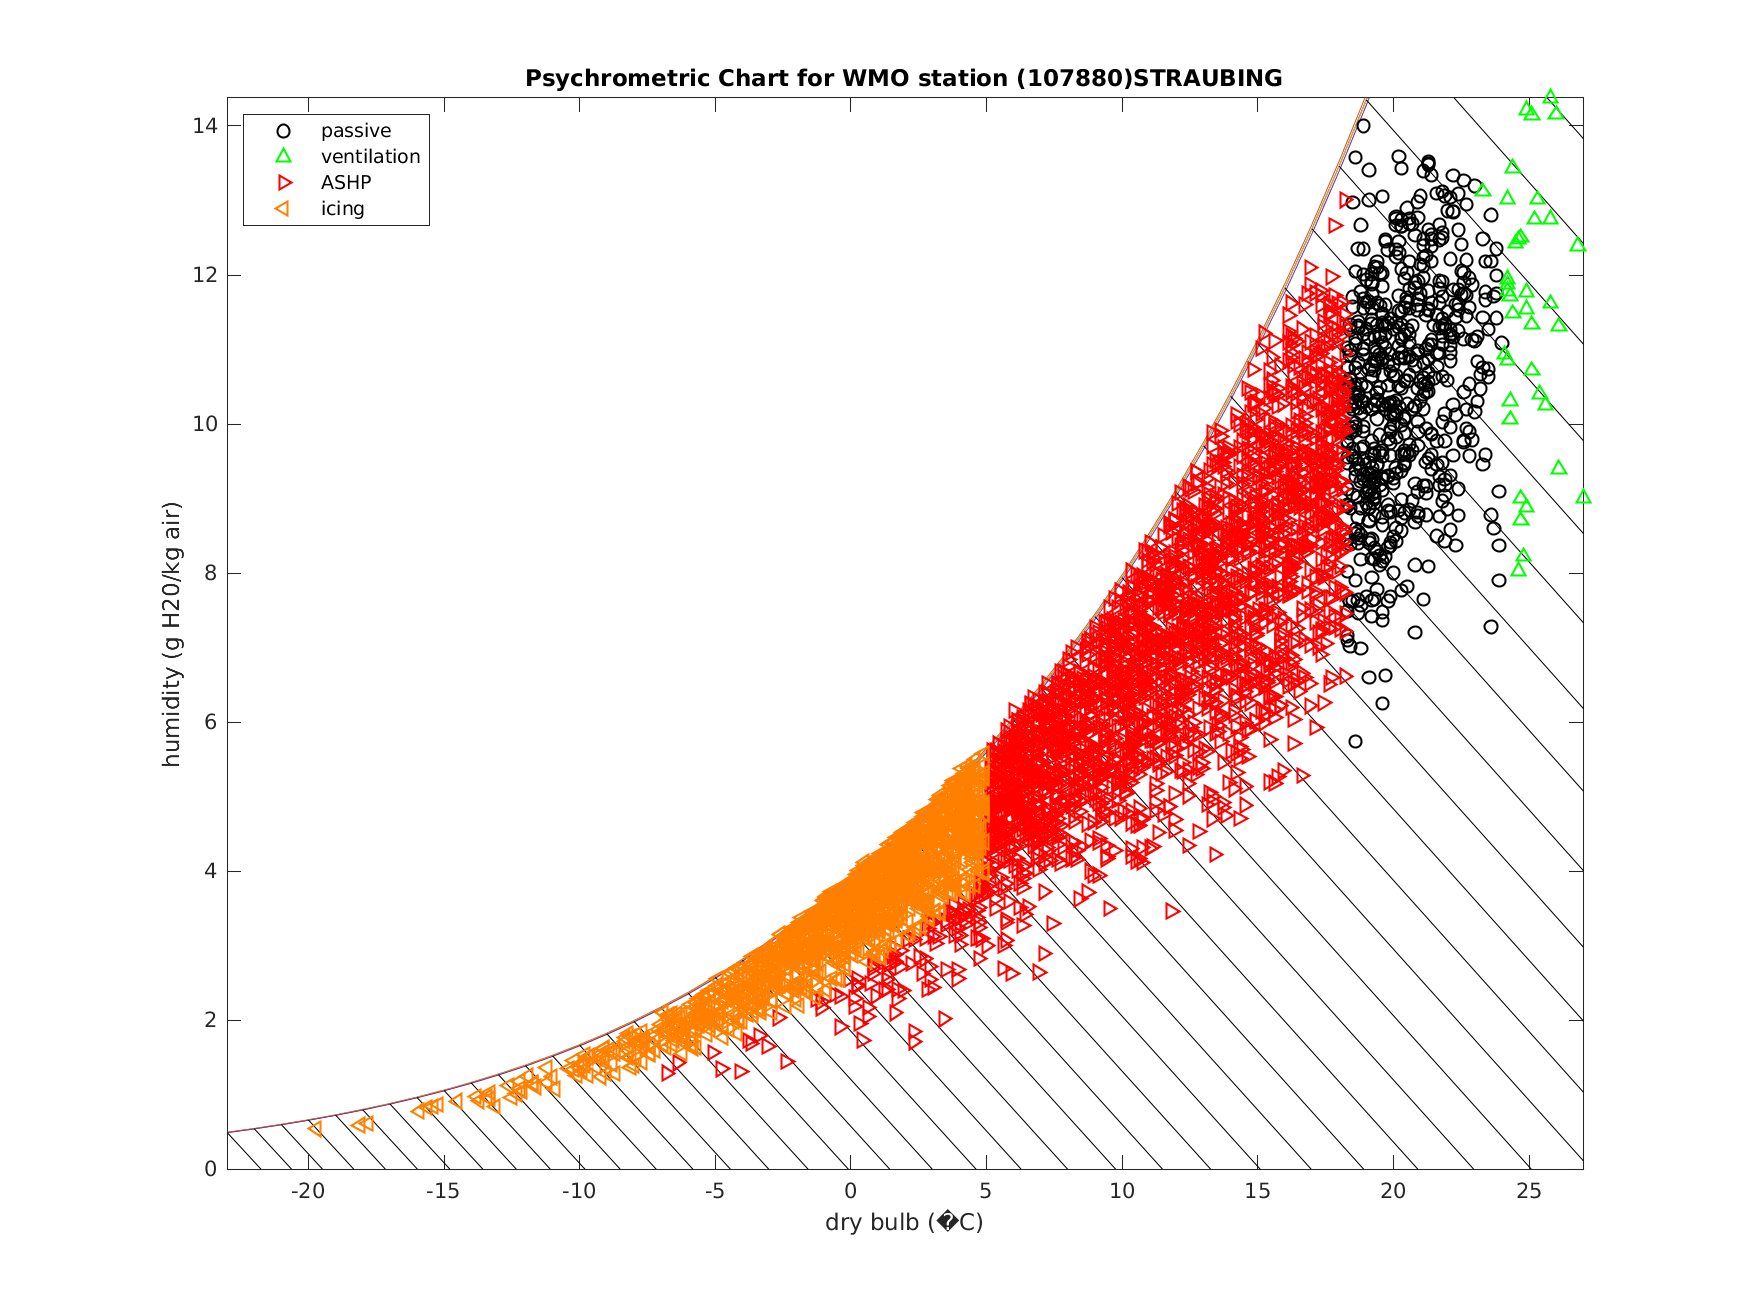 Psychrometric Chart for WMO station (107880)STRAUBING
passive
ventilation
ASHP
icing
humidity (g H20/kg air)
14
12
10
8
6
4
2
0
-20 -15 -10 -5 0 5 10 15 20 25
dry bulb (�C)